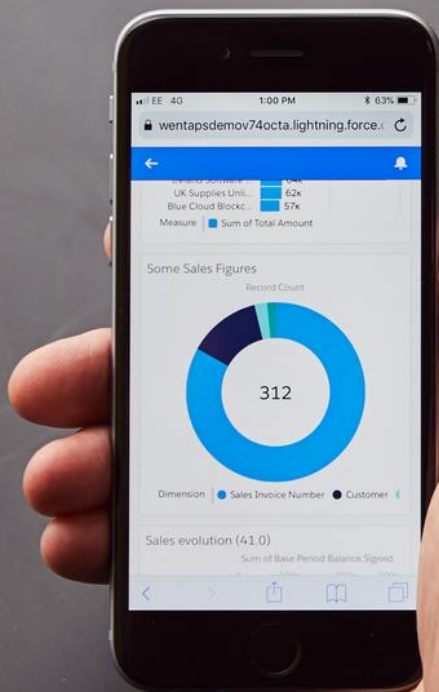 EE 4G 1:00 PM 63%
wentapsdemov74octa.lightning.force.
UK Supplies Unli... 62K
Blue Cloud Blockc... 57K
Measure Sum of Total Amount
Some Sales Figures
Record Count
312
Dimension Sales Invoice Number Customer
Sales evolution (41.0)
Sum of Base Period Balance Signed